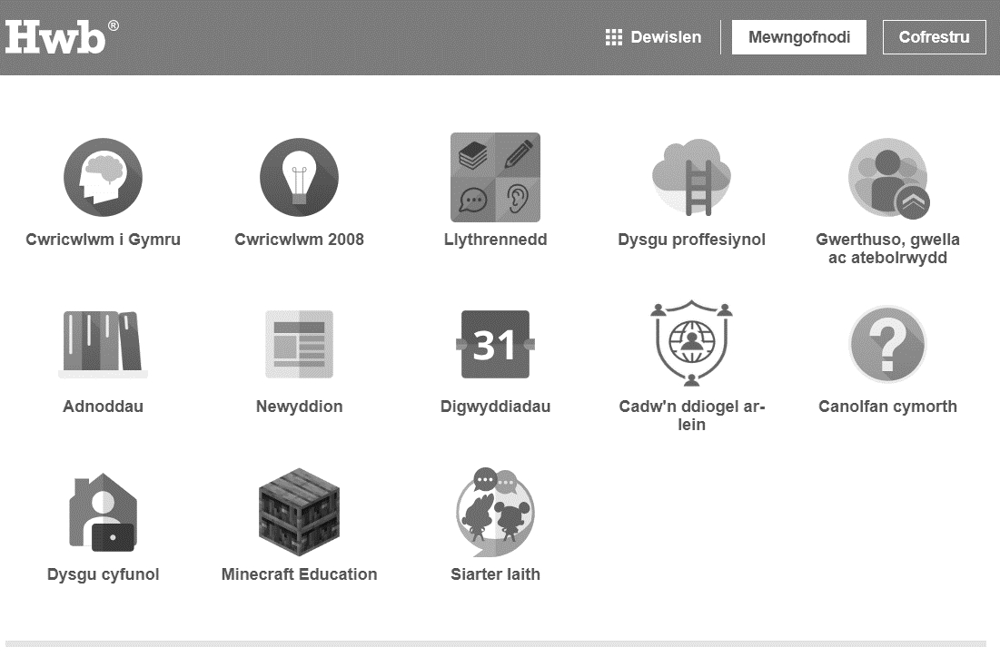 Hwb®
Dewislen
Mewngofnodi
Cofrestru
Cwricwlwm i Gymru
Cwricwlwm 2008
Llythrennedd
Dysgu proffesiynol
Gwerthuso, gwella
ac atebolrwydd
Adnoddau
Newyddion
31
Digwyddiadau
Cadw'n ddiogel ar-
lein
?
Canolfan cymorth
Dysgu cyfunol
Minecraft Education
Siarter Iaith